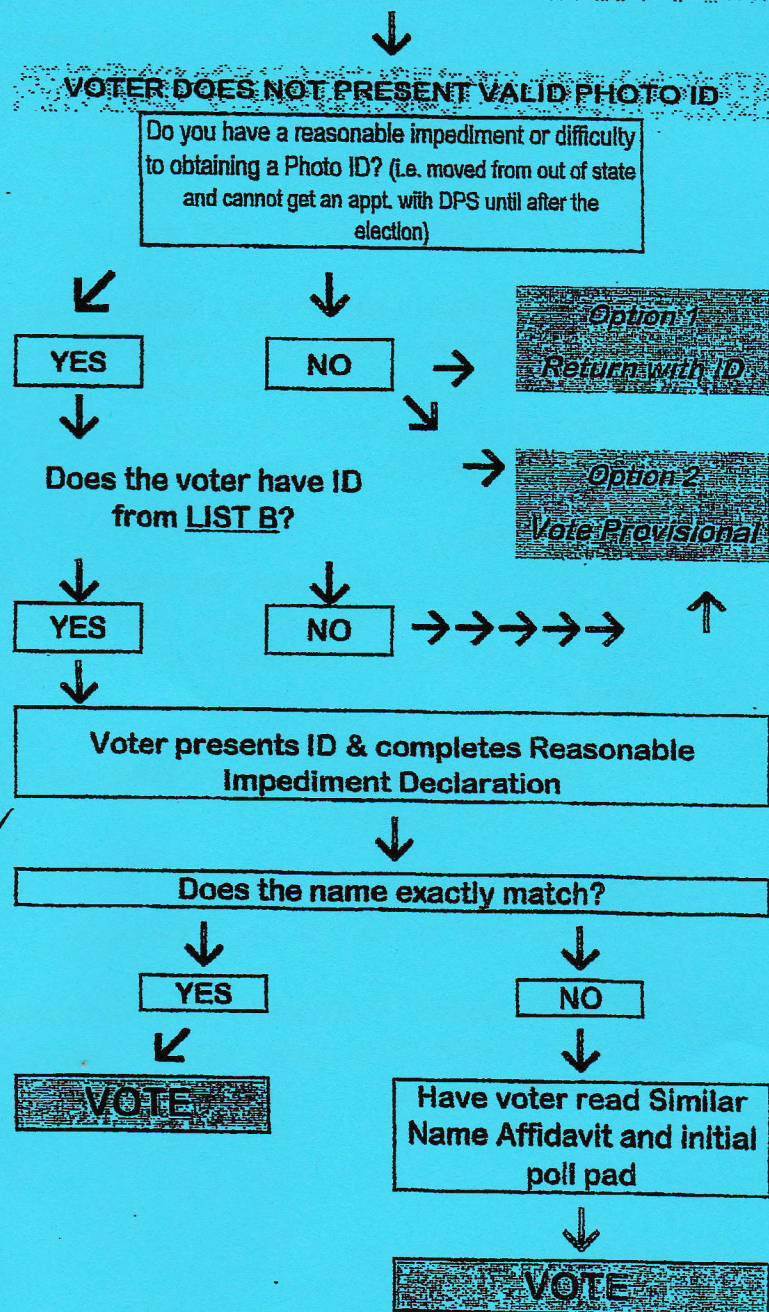 VOTER DOES NOT PRESENT VALID PHOTO ID
Do you have a reasonable impediment or difficulty
to obtaining a Photo ID? (i.e. moved from out of state
and cannot get an appt. with DPS until after the
election)
YES
NO
Option 1
Return with ID
Does the voter have ID
from LIST B?
Option 2
Vote Provisional
YES
NO
Voter presents ID & completes Reasonable
Impediment Declaration
Does the name exactly match?
YES
NO
VOTE
Have voter read Similar
Name Affidavit and initial
poll pad
VOTE